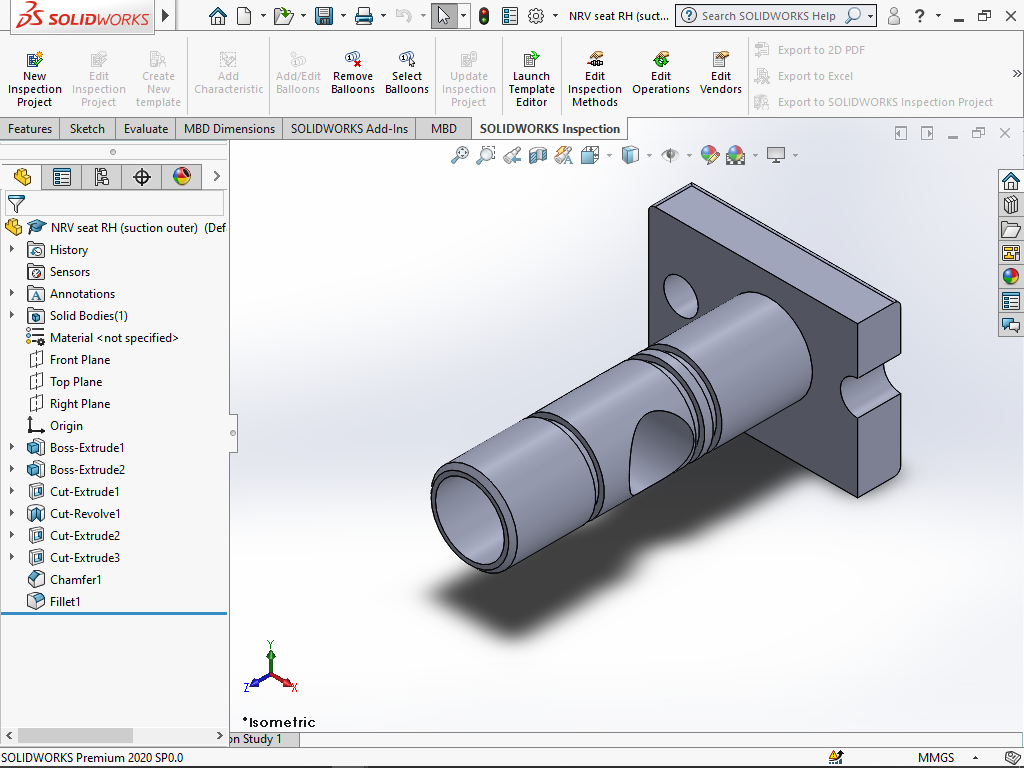 SOLIDWORKS
NRV seat RH (suct...
Search SOLIDWORKS Help
New Inspection Project
Edit Inspection Project
Create New template
Add Characteristic
Add/Edit Balloons
Remove Balloons
Select Balloons
Update Inspection Project
Launch Template Editor
Edit Inspection Methods
Edit Operations
Edit Vendors
Export to 2D PDF
Export to Excel
Export to SOLIDWORKS Inspection Project
Features
Sketch
Evaluate
MBD Dimensions
SOLIDWORKS Add-Ins
MBD
SOLIDWORKS Inspection
NRV seat RH (suction outer) (Def
History
Sensors
Annotations
Solid Bodies(1)
Material <not specified>
Front Plane
Top Plane
Right Plane
Origin
Boss-Extrude1
Boss-Extrude2
Cut-Extrude1
Cut-Revolve1
Cut-Extrude2
Cut-Extrude3
Chamfer1
Fillet1
Y
Z
X
*Isometric
on Study 1
SOLIDWORKS Premium 2020 SP0.0
MMGS